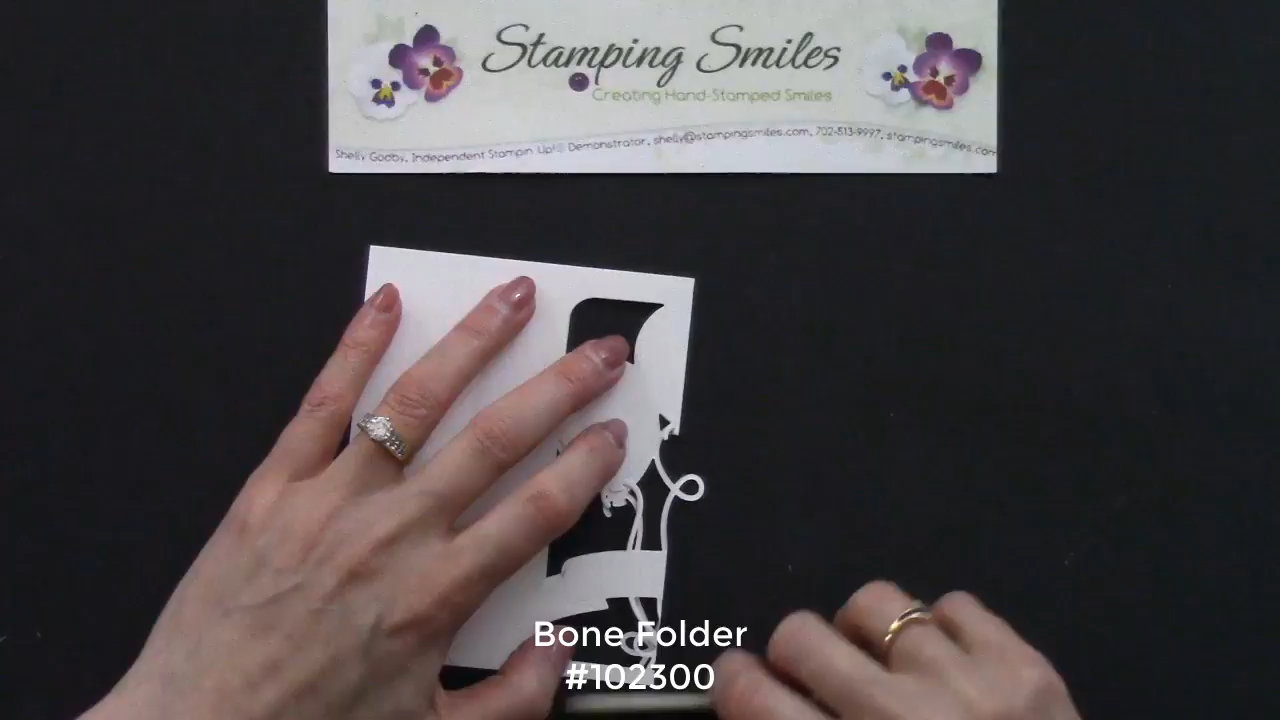 Stamping Smiles
Creating Hand-Stamped Smiles
Shelly Godby, Independent Stampin' Up!® Demonstrator, shelly@stampingsmiles.com, 702-513-9997, stampingsmiles.com
Bone Folder
#102300